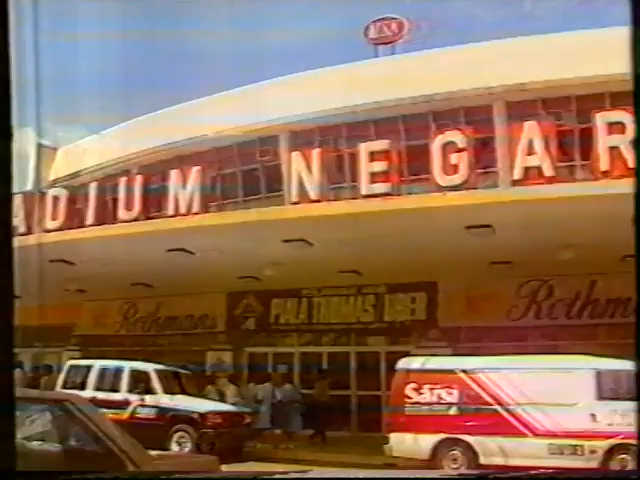 ADIUM NEGAR
PIALA THOMAS UBER
Rothmans
Rothm
Sarsi